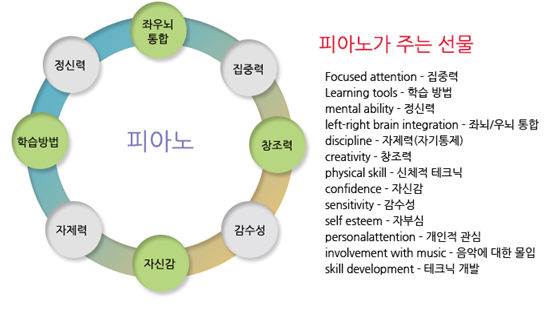 좌우뇌
통합
정신력
집중력
학습방법
피아노
창조력
자제력
감수성
자신감
피아노가 주는 선물
Focused attention - 집중력
Learning tools - 학습 방법
mental ability - 정신력
left-right brain integration - 좌뇌/우뇌 통합
discipline - 자제력(자기통제)
creativity - 창조력
physical skill - 신체적 테크닉
confidence - 자신감
sensitivity - 감수성
self esteem - 자부심
personalattention - 개인적 관심
involvement with music - 음악에 대한 몰입
skill development - 테크닉 개발